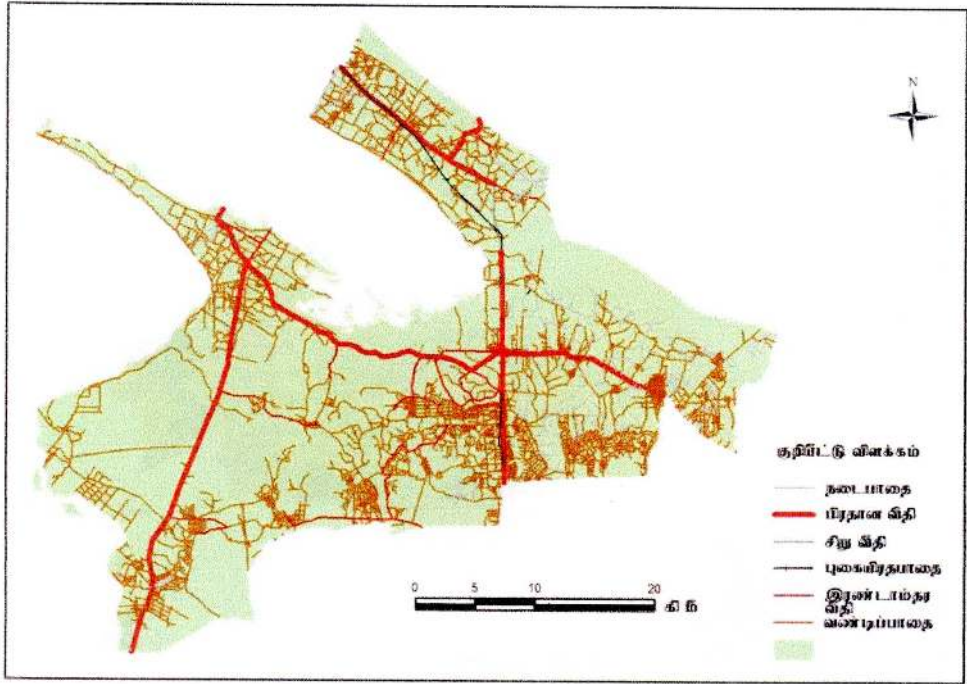 N
குறியீட்டு விளக்கம்
நடைபாதை
பிரதான வீதி
சிறு வீதி
புகையிரதபாதை
இரண்டாம்தர
வீதி
வண்டிப்பாதை
0 5 10 20
கி மீ